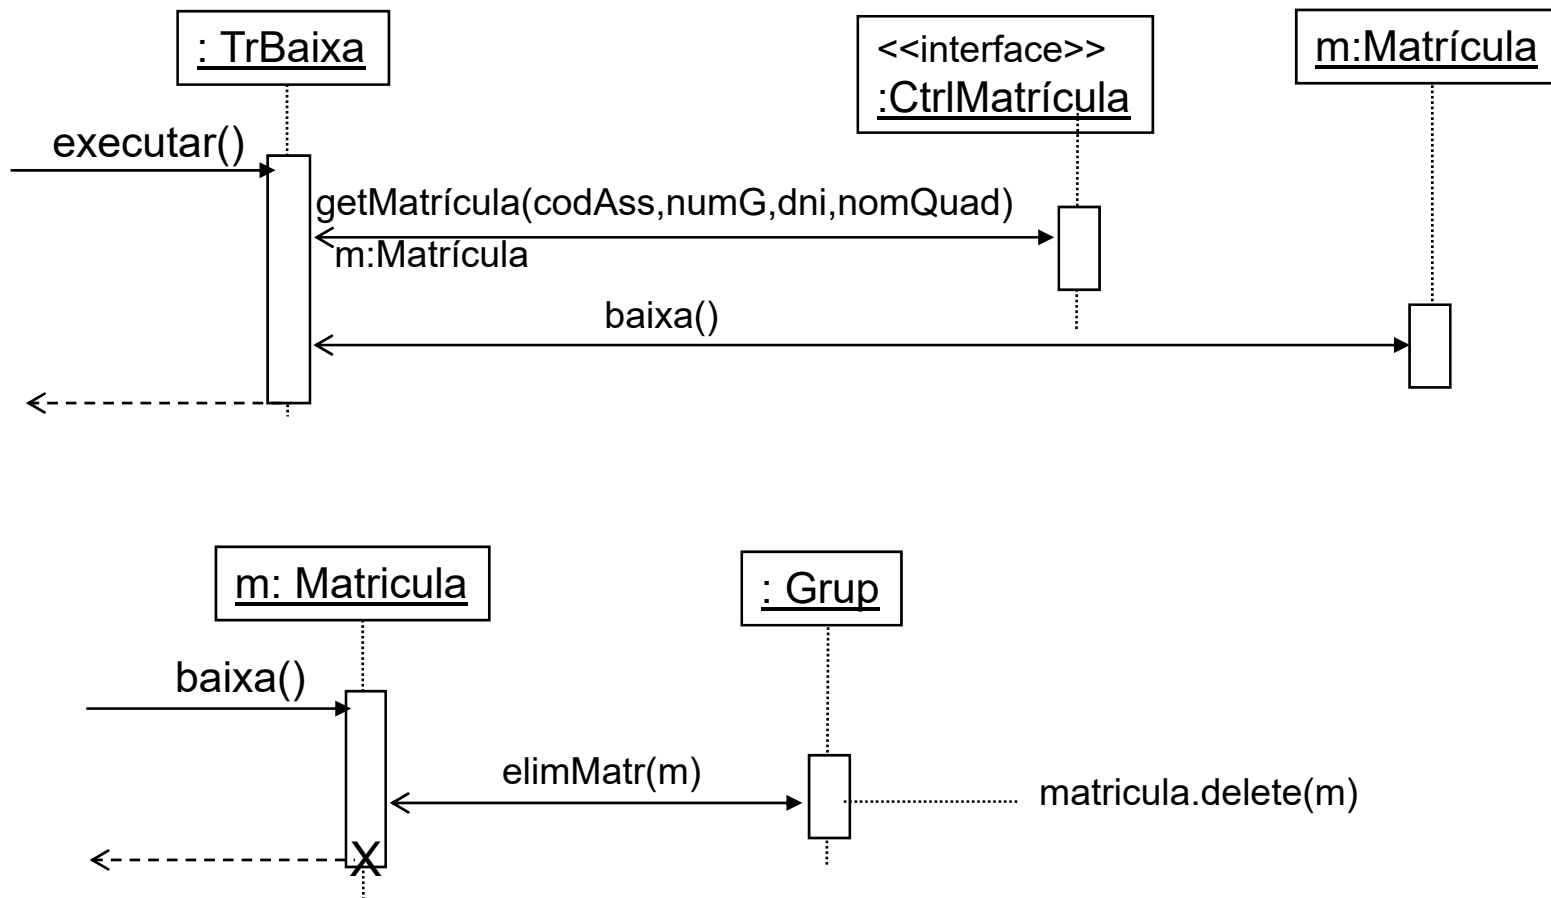 : TrBaixa
<<interface>>
:CtrlMatrícula
m:Matrícula
executar()
getMatrícula(codAss,numG,dni,nomQuad)
m:Matrícula
baixa()
m: Matricula
: Grup
baixa()
elimMatr(m)
matricula.delete(m)
X